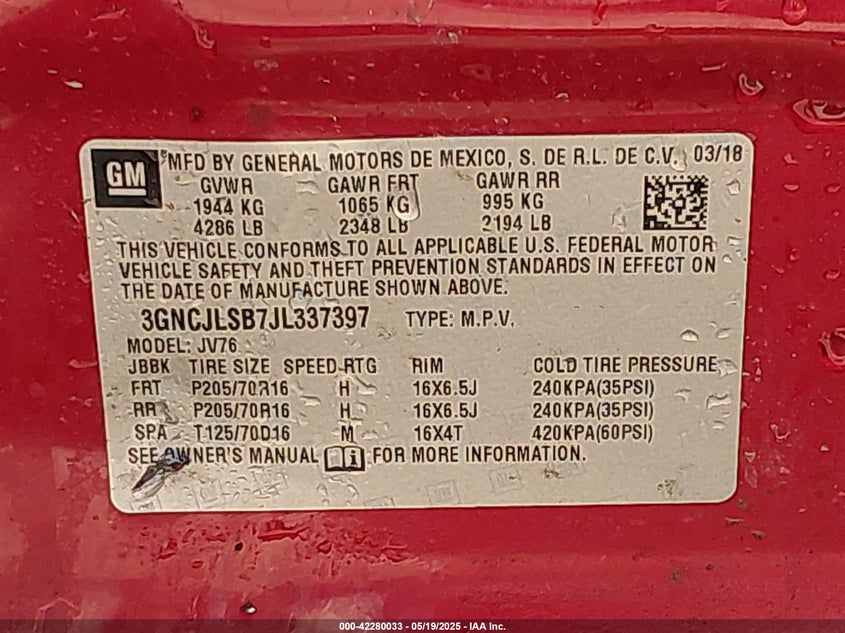 GM
MFD BY GENERAL MOTORS DE MEXICO, S. DE R.L. DE C.V. 03/18
GVWR GAWR FRT GAWR RR
1944 KG 1065 KG 995 KG
4286 LB 2348 LB 2194 LB
THIS VEHICLE CONFORMS TO ALL APPLICABLE U.S. FEDERAL MOTOR
VEHICLE SAFETY AND THEFT PREVENTION STANDARDS IN EFFECT ON
THE DATE OF MANUFACTURE SHOWN ABOVE.
3GNCJLSB7JL337397 TYPE: M.P.V.
MODEL: JV76
JBBK TIRE SIZE SPEED RTG RIM COLD TIRE PRESSURE
FRT P205/70R16 H 16X6.5J 240KPA(35PSI)
RR P205/70R16 H 16X6.5J 240KPA(35PSI)
SPA T125/70D16 M 16X4T 420KPA(60PSI)
SEE OWNER'S MANUAL FOR MORE INFORMATION.
000-42280033 / 05/19/2025 - IAA Inc.